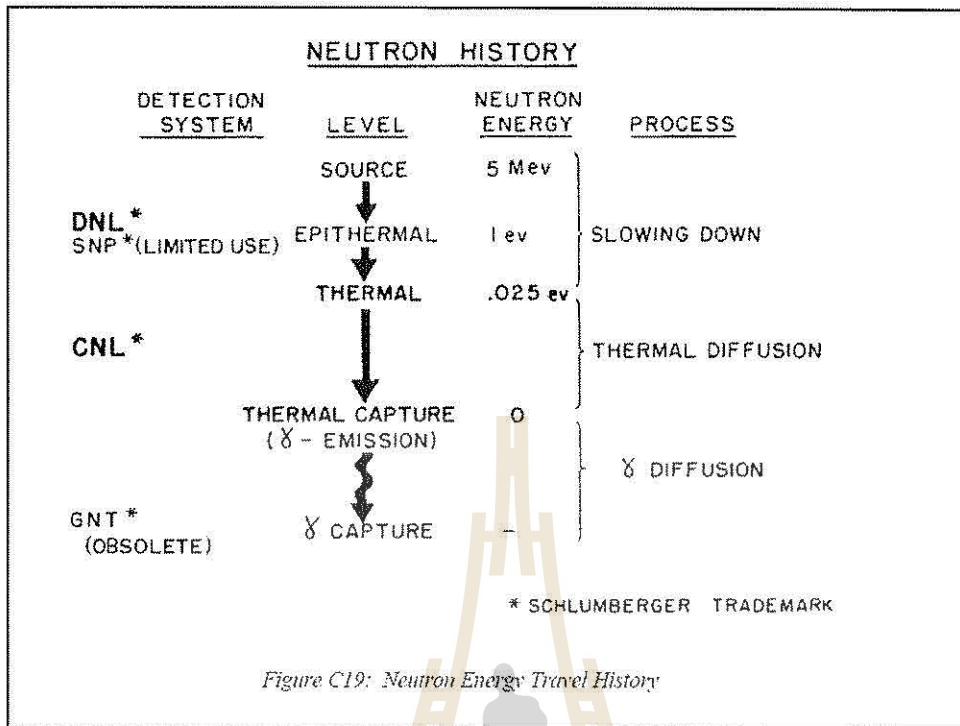 NEUTRON HISTORY
DETECTION SYSTEM
LEVEL
NEUTRON ENERGY
PROCESS
SOURCE 5 Mev
DNL*
SNP* (LIMITED USE)
EPITHERMAL 1 ev SLOWING DOWN
THERMAL .025 ev
CNL*
THERMAL DIFFUSION
THERMAL CAPTURE 0
(γ - EMISSION)
γ DIFFUSION
GNT*
(OBSOLETE)
γ CAPTURE -
* SCHLUMBERGER TRADEMARK
Figure C19: Neutron Energy Travel History